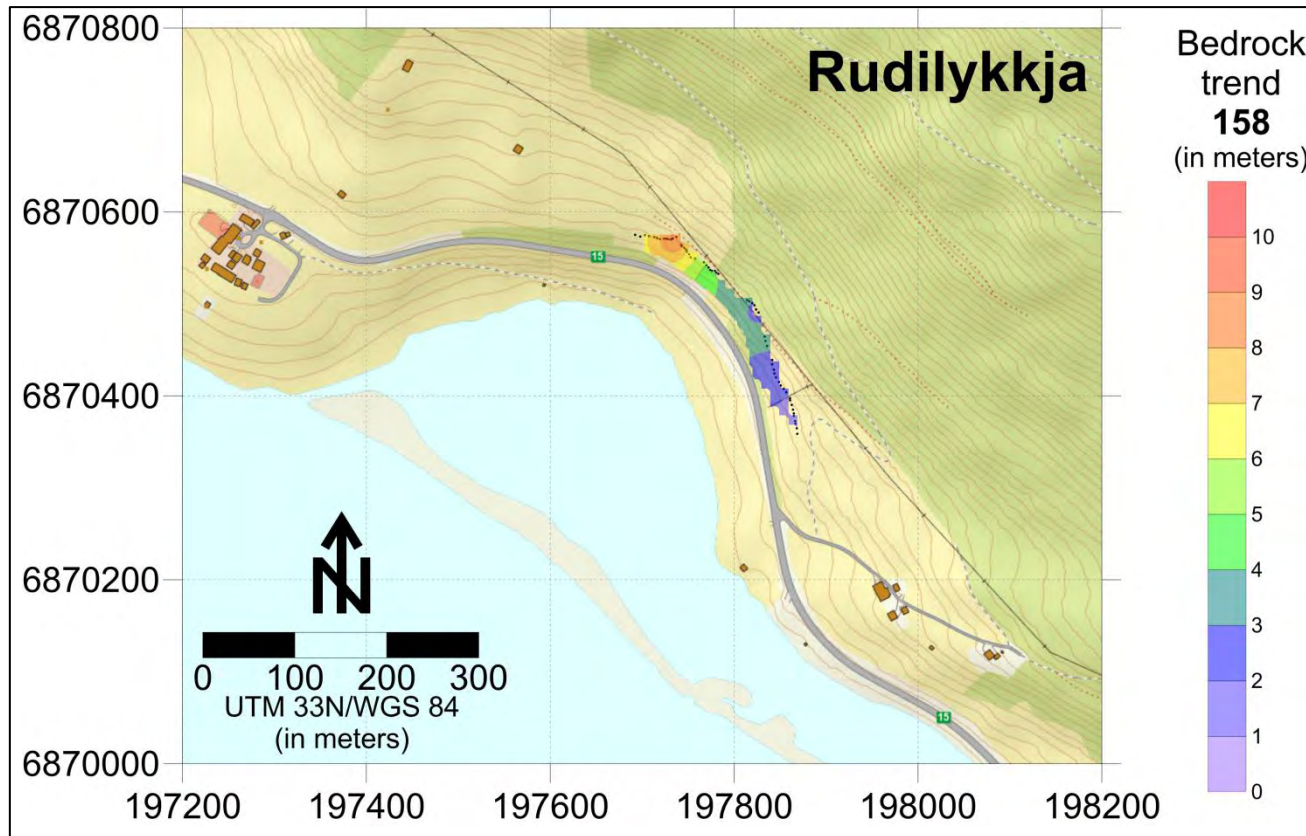 Rudilykkja
6870800
6870600
6870400
6870200
6870000
197200 197400 197600 197800 198000 198200
15
15
N
0 100 200 300
UTM 33N/WGS 84
(in meters)
Bedrock
trend
158
(in meters)
10
9
8
7
6
5
4
3
2
1
0